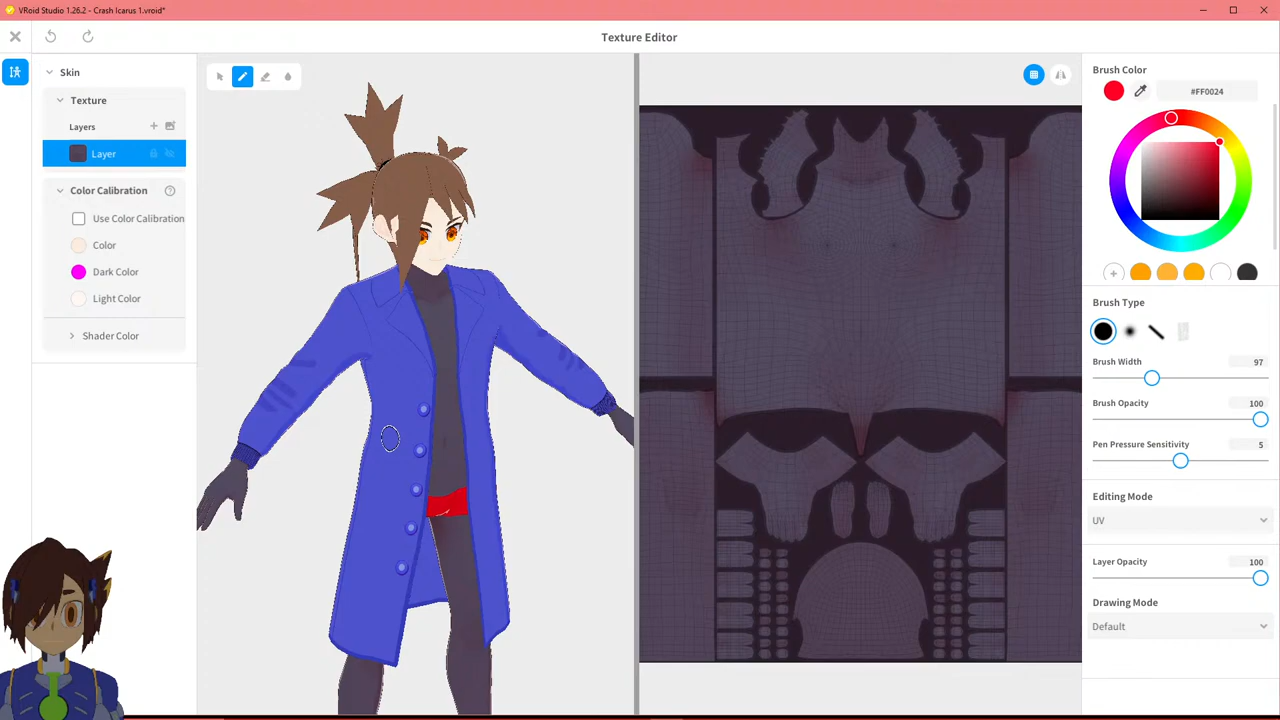 VRoid Studio 1.26.2 - Crash Icarus 1.vroid*
Texture Editor
Skin
Texture
Layers
Layer
Color Calibration
Use Color Calibration
Color
Dark Color
Light Color
Shader Color
Brush Color
#FF0024
Brush Type
Brush Width 97
Brush Opacity 100
Pen Pressure Sensitivity 5
Editing Mode
UV
Layer Opacity 100
Drawing Mode
Default